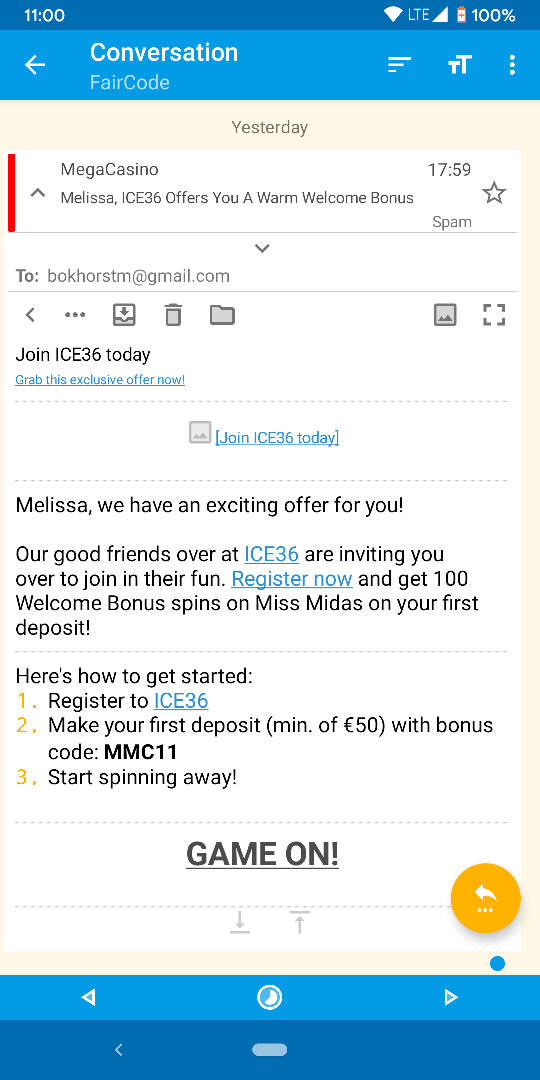 11:00 LTE 100%
Conversation
FairCode
Yesterday
MegaCasino 17:59
Melissa, ICE36 Offers You A Warm Welcome Bonus
Spam
To: bokhorstm@gmail.com
Join ICE36 today
Grab this exclusive offer now!
[Join ICE36 today]
Melissa, we have an exciting offer for you!
Our good friends over at ICE36 are inviting you
over to join in their fun. Register now and get 100
Welcome Bonus spins on Miss Midas on your first
deposit!
Here's how to get started:
1. Register to ICE36
2. Make your first deposit (min. of €50) with bonus
code: MMC11
3. Start spinning away!
GAME ON!